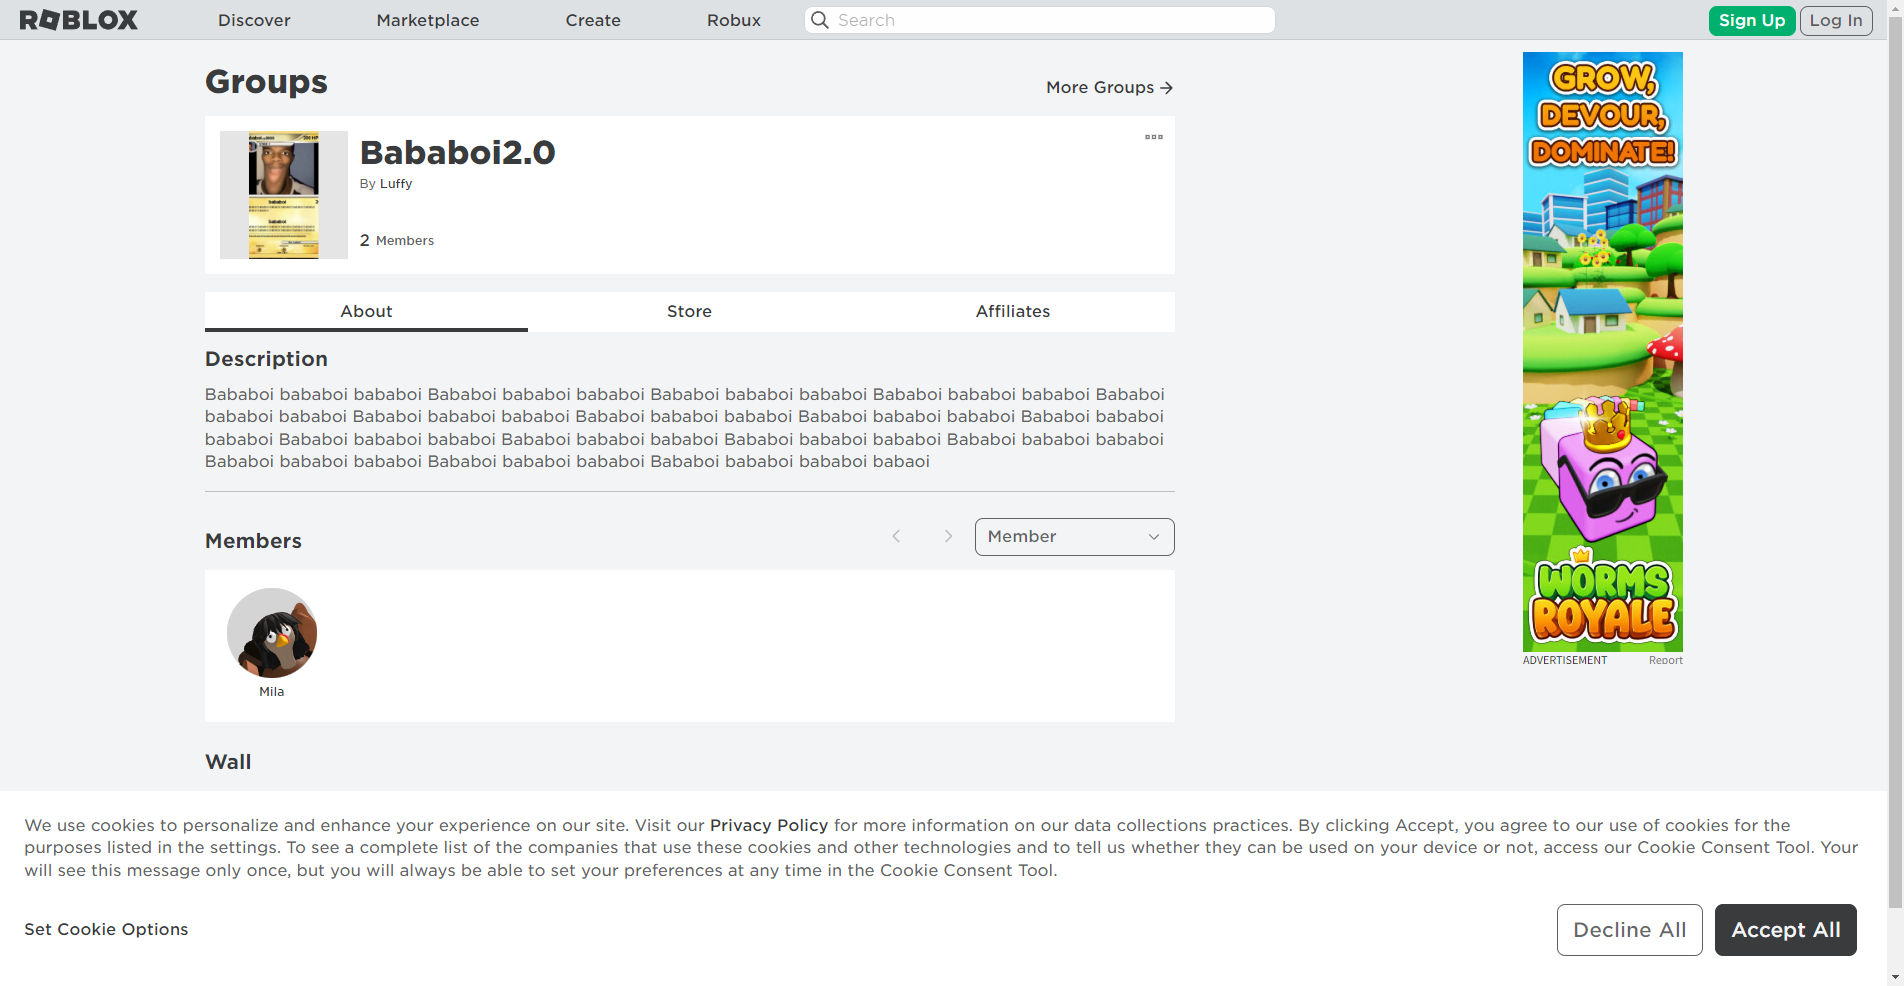 ROBLOX
Discover
Marketplace
Create
Robux
Search
Sign Up
Log In
Groups
More Groups
Bababoi2.0
By Luffy
2 Members
About
Store
Affiliates
Description
Bababoi bababoi bababoi Bababoi bababoi bababoi Bababoi bababoi bababoi Bababoi bababoi bababoi Bababoi
bababoi bababoi Bababoi bababoi bababoi Bababoi bababoi bababoi Bababoi bababoi bababoi Bababoi bababoi
bababoi Bababoi bababoi bababoi Bababoi bababoi bababoi Bababoi bababoi bababoi Bababoi bababoi bababoi
Bababoi bababoi bababoi Bababoi bababoi bababoi Bababoi bababoi bababoi babaoi
Members
Member
Mila
Wall
GROW,
DEVOUR,
DOMINATE!
WORMS
ROYALE
ADVERTISEMENT
Report
We use cookies to personalize and enhance your experience on our site. Visit our Privacy Policy for more information on our data collections practices. By clicking Accept, you agree to our use of cookies for the
purposes listed in the settings. To see a complete list of the companies that use these cookies and other technologies and to tell us whether they can be used on your device or not, access our Cookie Consent Tool. Your
will see this message only once, but you will always be able to set your preferences at any time in the Cookie Consent Tool.
Set Cookie Options
Decline All
Accept All